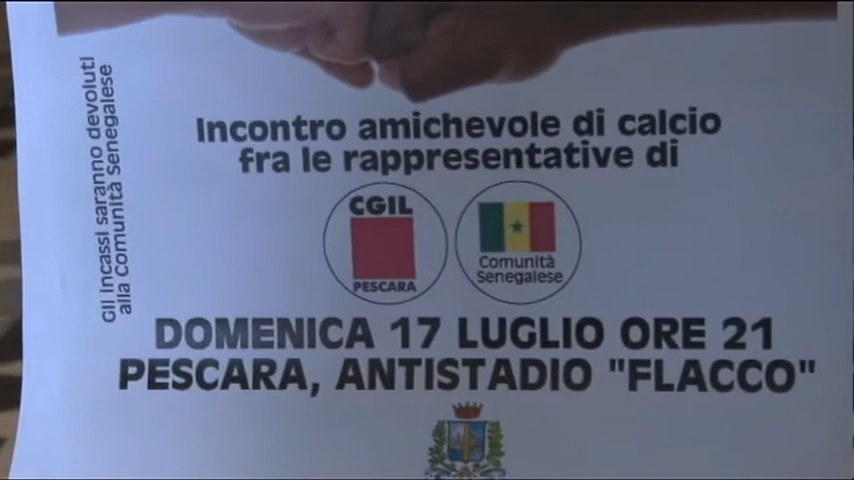 Gli incassi saranno devoluti
alla Comunità Senegalese
Incontro amichevole di calcio
fra le rappresentative di
CGIL
PESCARA
Comunità
Senegalese
DOMENICA 17 LUGLIO ORE 21
PESCARA, ANTISTADIO "FLACCO"